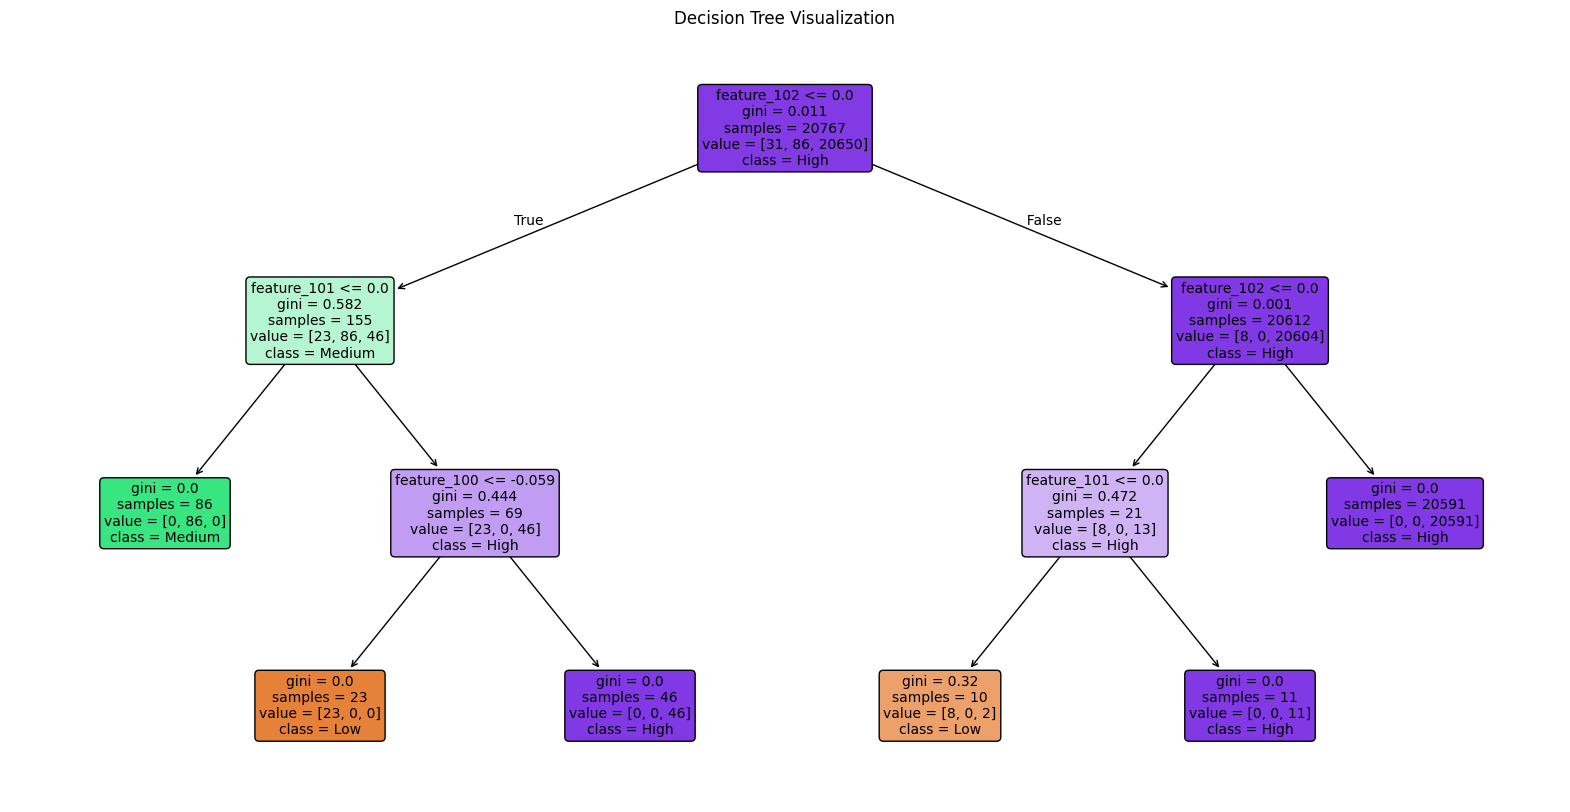 Decision Tree Visualization
feature_102 <= 0.0
gini = 0.011
samples = 20767
value = [31, 86, 20650]
class = High
True
False
feature_101 <= 0.0
gini = 0.582
samples = 155
value = [23, 86, 46]
class = Medium
feature_102 <= 0.0
gini = 0.001
samples = 20612
value = [8, 0, 20604]
class = High
gini = 0.0
samples = 86
value = [0, 86, 0]
class = Medium
feature_100 <= -0.059
gini = 0.444
samples = 69
value = [23, 0, 46]
class = High
feature_101 <= 0.0
gini = 0.472
samples = 21
value = [8, 0, 13]
class = High
gini = 0.0
samples = 20591
value = [0, 0, 20591]
class = High
gini = 0.0
samples = 23
value = [23, 0, 0]
class = Low
gini = 0.0
samples = 46
value = [0, 0, 46]
class = High
gini = 0.32
samples = 10
value = [8, 0, 2]
class = Low
gini = 0.0
samples = 11
value = [0, 0, 11]
class = High